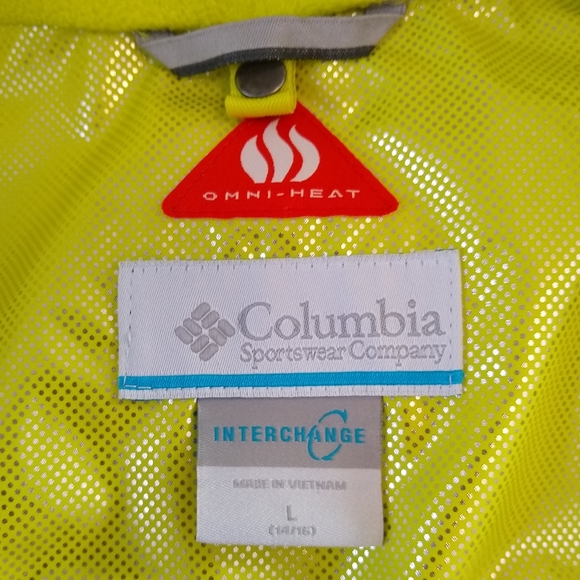 OMNI-HEAT
Columbia
Sportswear Company
INTERCHANGE
MADE IN VIETNAM
L
(14/16)